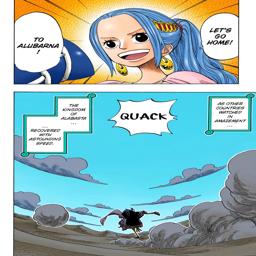 LET'S
GO
HOME!
TO
ALUBARNA
!
AS OTHER
COUNTRIES
WATCHED
IN
AMAZEMENT
...
QUACK
THE
KINGDOM
OF
ALABASTA
...
... RECOVERED
WITH
ASTOUNDING
SPEED.